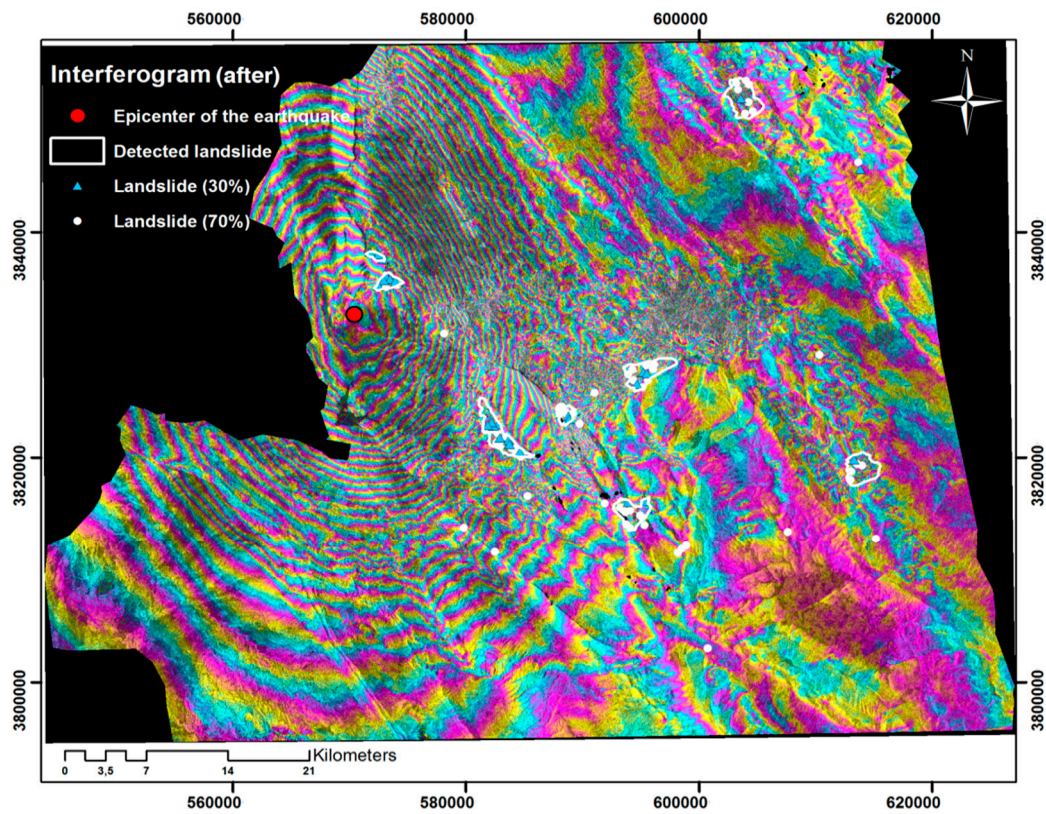 560000 580000 600000 620000
N
Interferogram (after)
Epicenter of the earthquake
Detected landslide
Landslide (30%)
Landslide (70%)
3840000 3840000
3820000 3820000
3800000 3800000
Kilometers
0 3,5 7 14 21
560000 580000 600000 620000